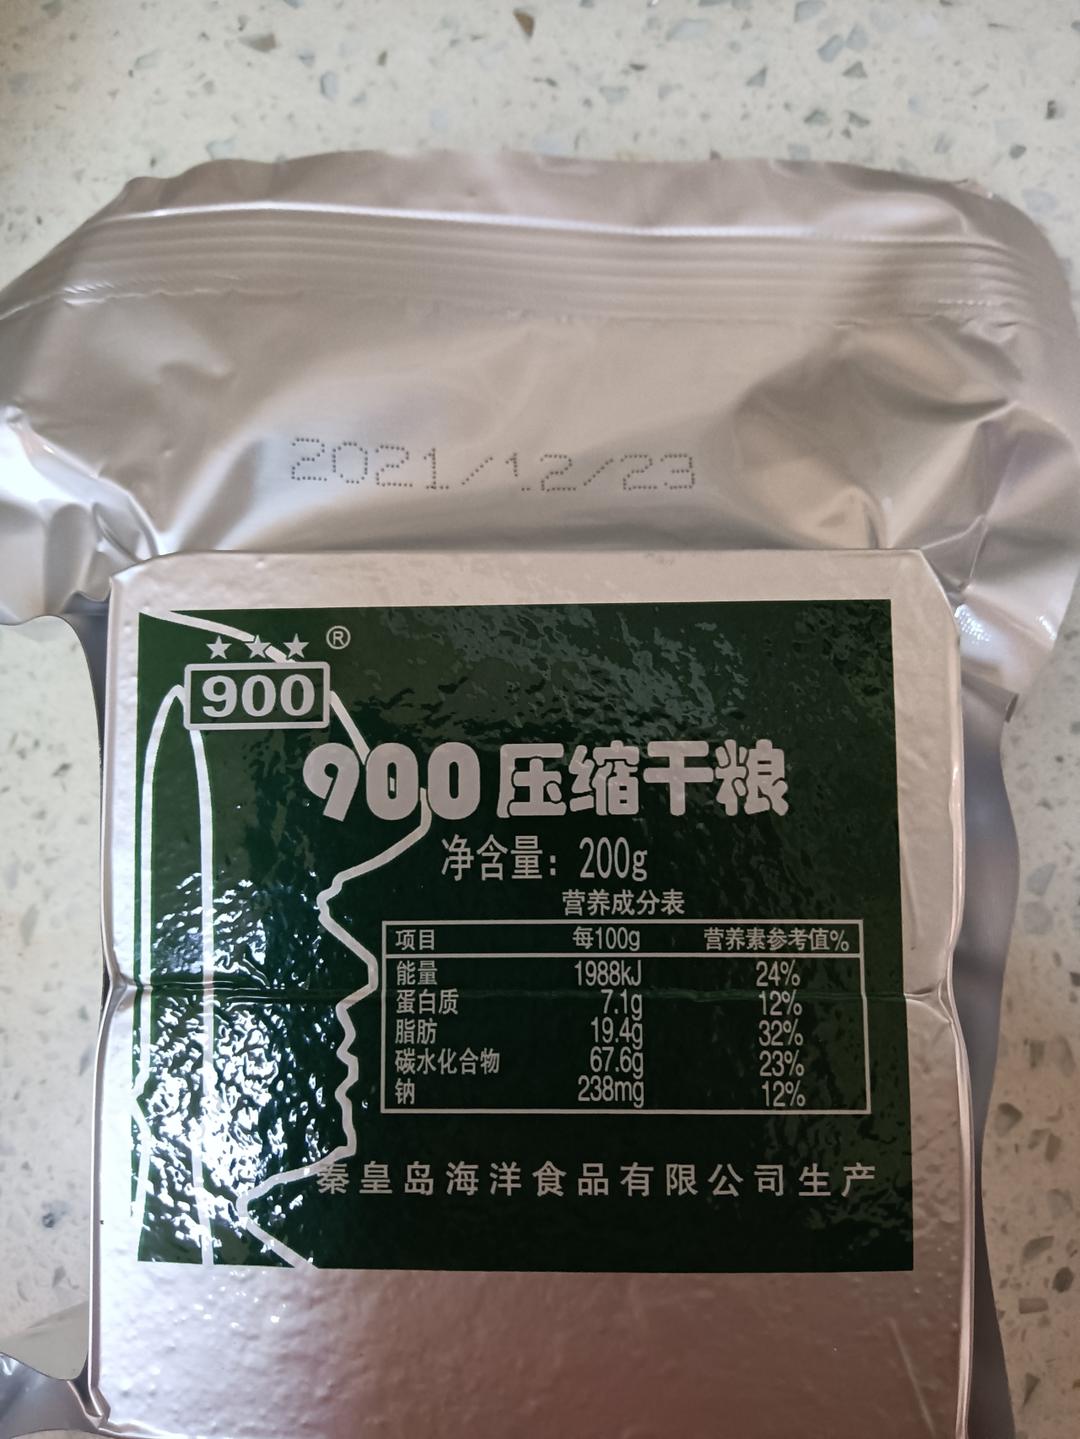 2021/12/23
®
900
900压缩干粮
净含量：200g
营养成分表
项目 每100g 营养素参考值%
能量 1988kJ 24%
蛋白质 7.1g 12%
脂肪 19.4g 32%
碳水化合物 67.6g 23%
钠 238mg 12%
秦皇岛海洋食品有限公司生产